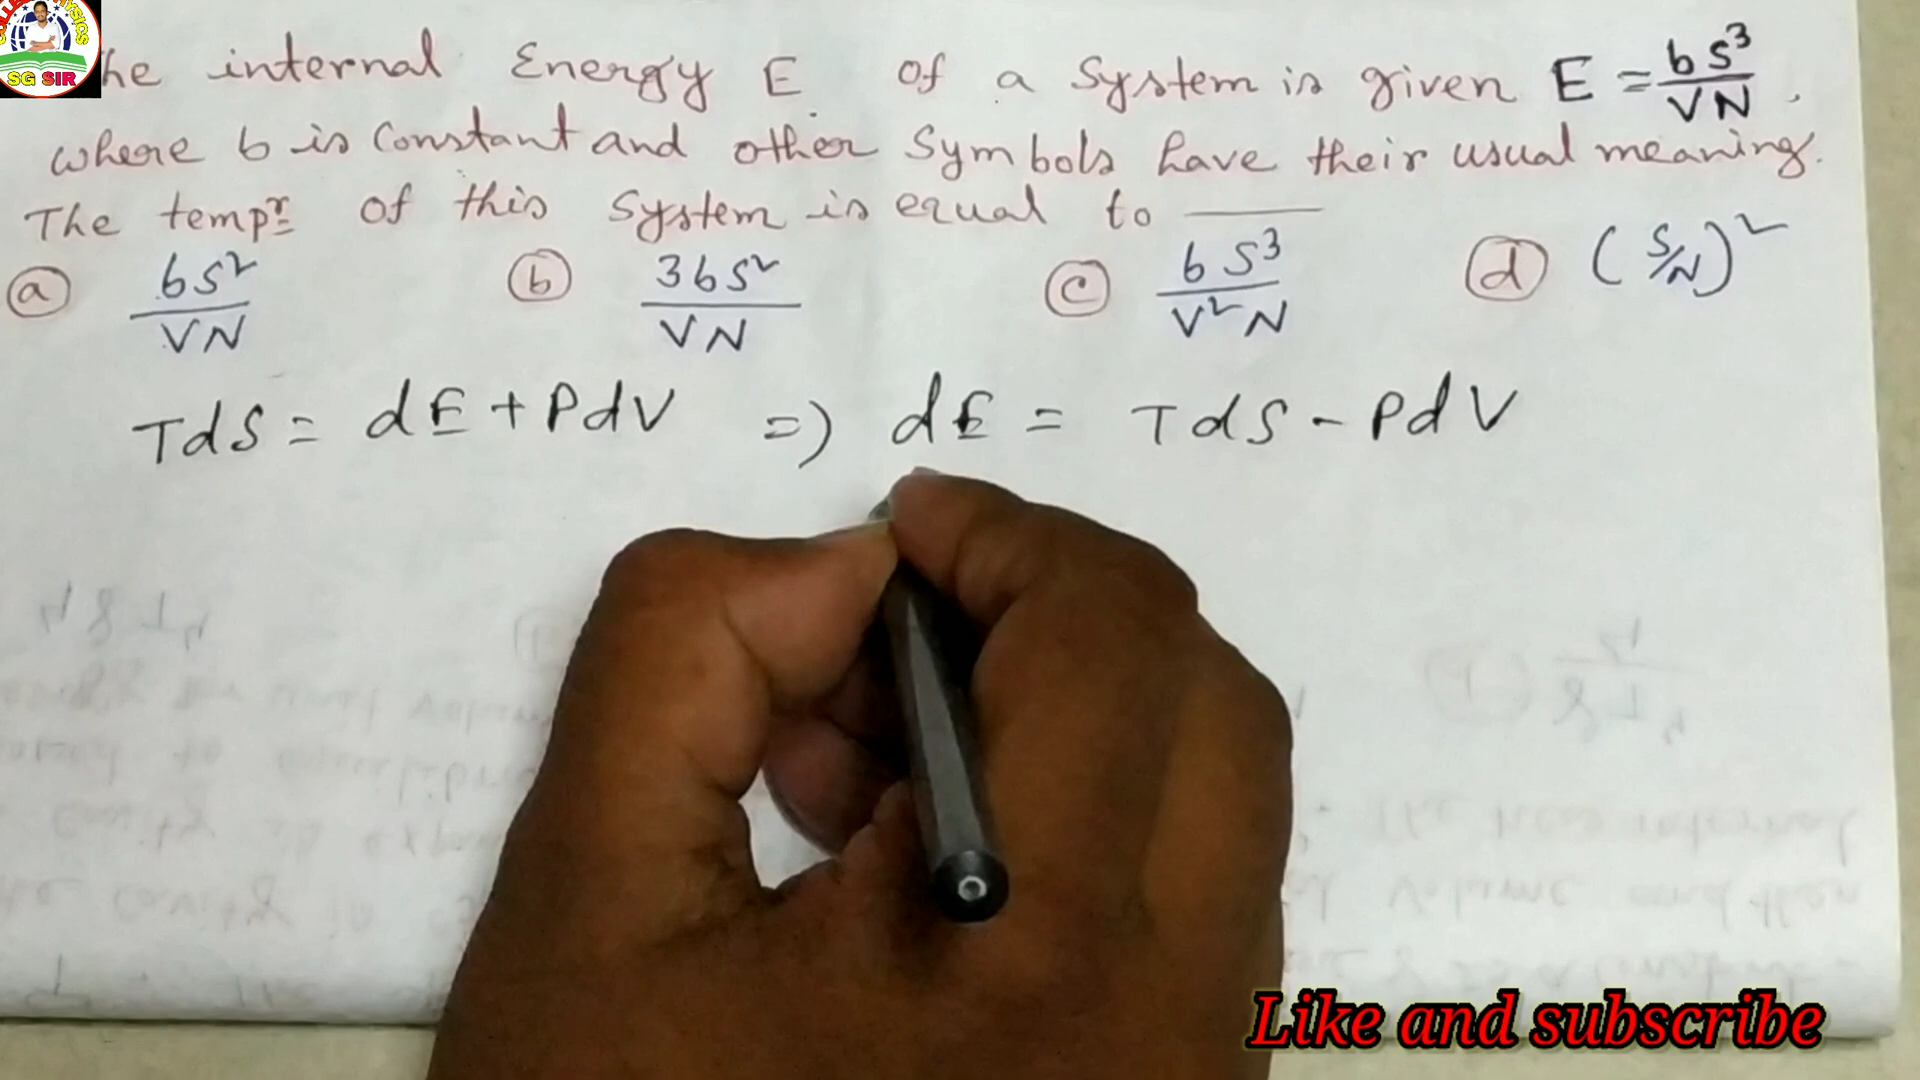 SG SIR
he internal Energy E of a System is given E = bS³/VN,
where b is constant and other Symbols have their usual meaning.
The tempr of this System is equal to ____
(a) bS²/VN (b) 3bS²/VN (c) bS³/V²N (d) (S/N)²
TdS = dE + PdV => dE = TdS - PdV
Like and subscribe